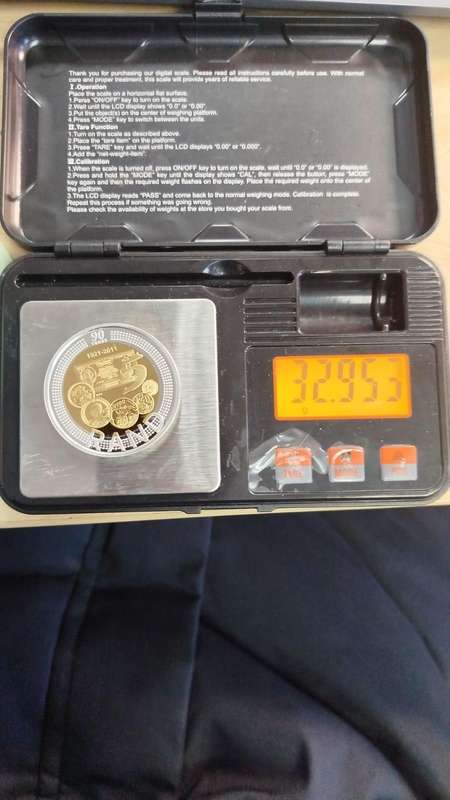 Thank you for purchasing our digital scale. Please read all instructions carefully before use. With normal
care and proper treatment, this scale will provide years of reliable service.
Ⅰ.Operation
Place the scale on a horizontal flat surface.
1.Perss "ON/OFF" key to turn on the scale.
2.Wait until the LCD display shows "0.0" or "0.00"
3.Put the object(s) on the center of weighing platform.
4.Press "MODE" key to switch between the units.
Ⅱ.Tare Function
1.Turn on the scale as described above.
2.Place the "tare item" on the platform.
3.Press "TARE" key and wait until the LCD displays "0.00" or "0.000".
4.Add the "net-weight-item".
Ⅲ.Calibration
1.When the scale is turned off, press ON/OFF key to turn on the scale, wait until "0.0" or "0.00" is displayed.
2.Press and hold the "MODE" key until the display shows "CAL", then release the button, press "MODE"
key again and then the required weight flashes on the display. Place the required weight onto the center of
the platform.
3.The LCD display reads "PASS" and come back to the normal weighing mode. Calibration is complete.
Repeat this process if something was going wrong.
Please check the availability of weights at the store you bought your scale from.
90
YEARS
1921-2011
RAND
32.953
TARE
MODE